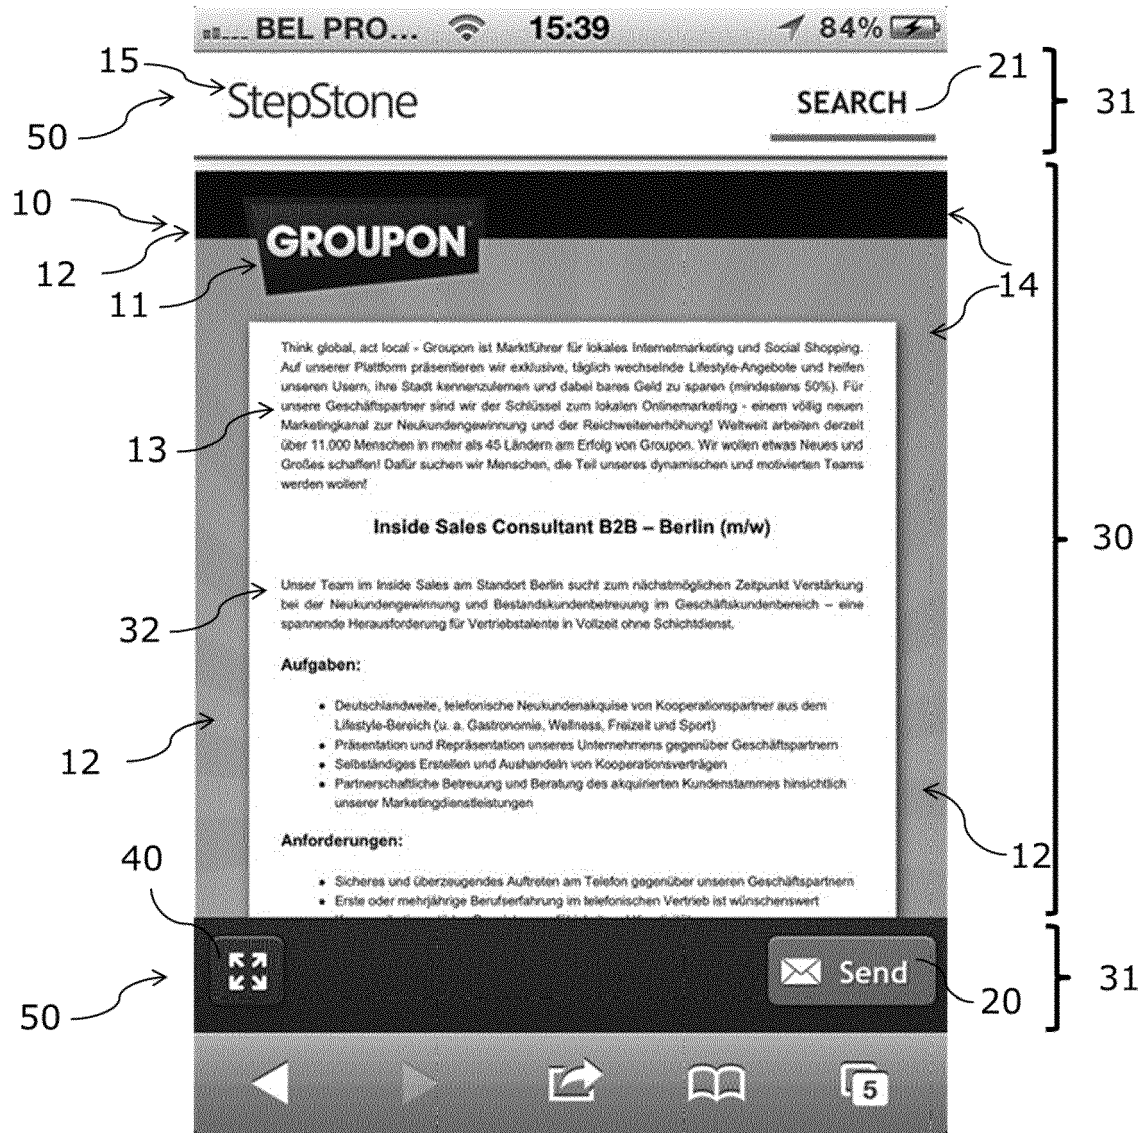 BEL PRO... 15:39 84%
15
21
StepStone
SEARCH
31
50
10
12
GROUPON
11
14
Think global, act local - Groupon ist Marktführer für lokales Internetmarketing und Social Shopping.
Auf unserer Plattform präsentieren wir exklusive, täglich wechselnde Lifestyle-Angebote und helfen
unseren Usern, ihre Stadt kennenzulernen und dabei bares Geld zu sparen (mindestens 50%). Für
unsere Geschäftspartner sind wir der Schlüssel zum lokalen Onlinemarketing - einem völlig neuen
Marketingkanal zur Neukundengewinnung und der Reichweitenerhöhung! Weltweit arbeiten derzeit
13
über 11.000 Menschen in mehr als 45 Ländern am Erfolg von Groupon. Wir wollen etwas Neues und
Großes schaffen! Dafür suchen wir Menschen, die Teil unseres dynamischen und motivierten Teams
werden wollen!
Inside Sales Consultant B2B – Berlin (m/w)
30
Unser Team im Inside Sales am Standort Berlin sucht zum nächstmöglichen Zeitpunkt Verstärkung
bei der Neukundengewinnung und Bestandskundenbetreuung im Geschäftskundenbereich – eine
spannende Herausforderung für Vertriebstalente in Vollzeit ohne Schichtdienst.
32
Aufgaben:
• Deutschlandweite, telefonische Neukundenakquise von Kooperationspartner aus dem
Lifestyle-Bereich (u. a. Gastronomie, Wellness, Freizeit und Sport)
• Präsentation und Repräsentation unseres Unternehmens gegenüber Geschäftspartnern
• Selbständiges Erstellen und Aushandeln von Kooperationsverträgen
12
• Partnerschaftliche Betreuung und Beratung des akquirierten Kundenstammes hinsichtlich
unserer Marketingdienstleistungen
Anforderungen:
40
12
• Sicheres und überzeugendes Auftreten am Telefon gegenüber unseren Geschäftspartnern
• Erste oder mehrjährige Berufserfahrung im telefonischen Vertrieb ist wünschenswert
Send
31
50
20
5